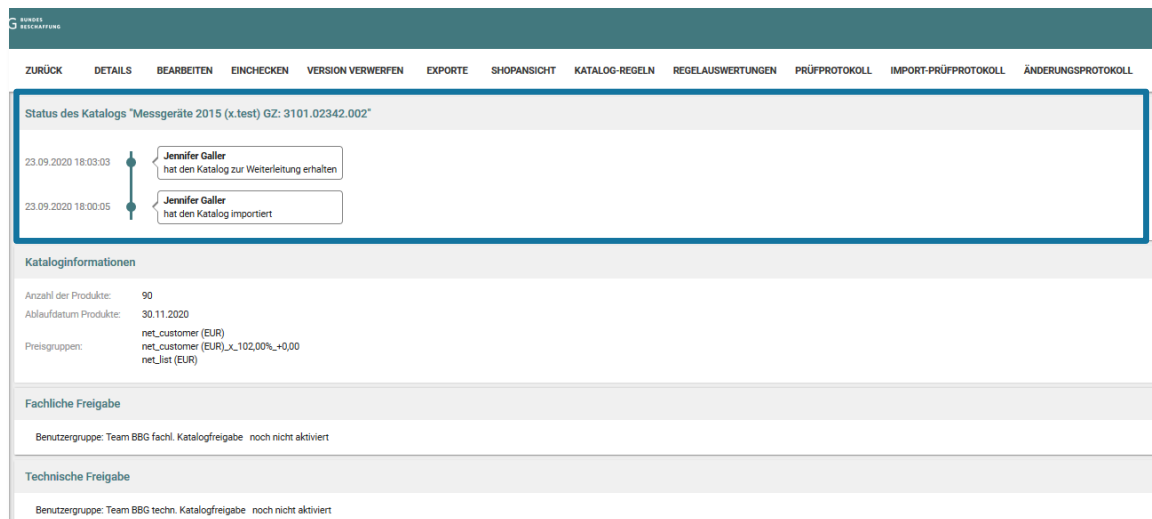 G BUNDES
BESCHAFFUNG
ZURÜCK DETAILS BEARBEITEN EINCHECKEN VERSION VERWERFEN EXPORTE SHOPANSICHT KATALOG-REGELN REGELAUSWERTUNGEN PRÜFPROTOKOLL IMPORT-PRÜFPROTOKOLL ÄNDERUNGSPROTOKOLL
Status des Katalogs "Messgeräte 2015 (x.test) GZ: 3101.02342.002"
23.09.2020 18:03:03 Jennifer Galler
hat den Katalog zur Weiterleitung erhalten
23.09.2020 18:00:05 Jennifer Galler
hat den Katalog importiert
Kataloginformationen
Anzahl der Produkte: 90
Ablaufdatum Produkte: 30.11.2020
net_customer (EUR)
Preisgruppen: net_customer (EUR)_x_102,00%_+0,00
net_list (EUR)
Fachliche Freigabe
Benutzergruppe: Team BBG fachl. Katalogfreigabe noch nicht aktiviert
Technische Freigabe
Benutzergruppe: Team BBG techn. Katalogfreigabe noch nicht aktiviert